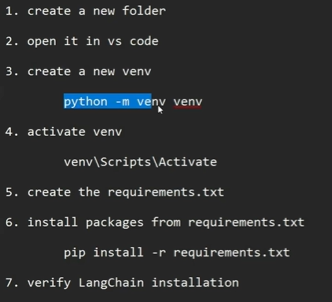 1. create a new folder
2. open it in vs code
3. create a new venv
python -m venv venv
4. activate venv
venv\Scripts\Activate
5. create the requirements.txt
6. install packages from requirements.txt
pip install -r requirements.txt
7. verify LangChain installation